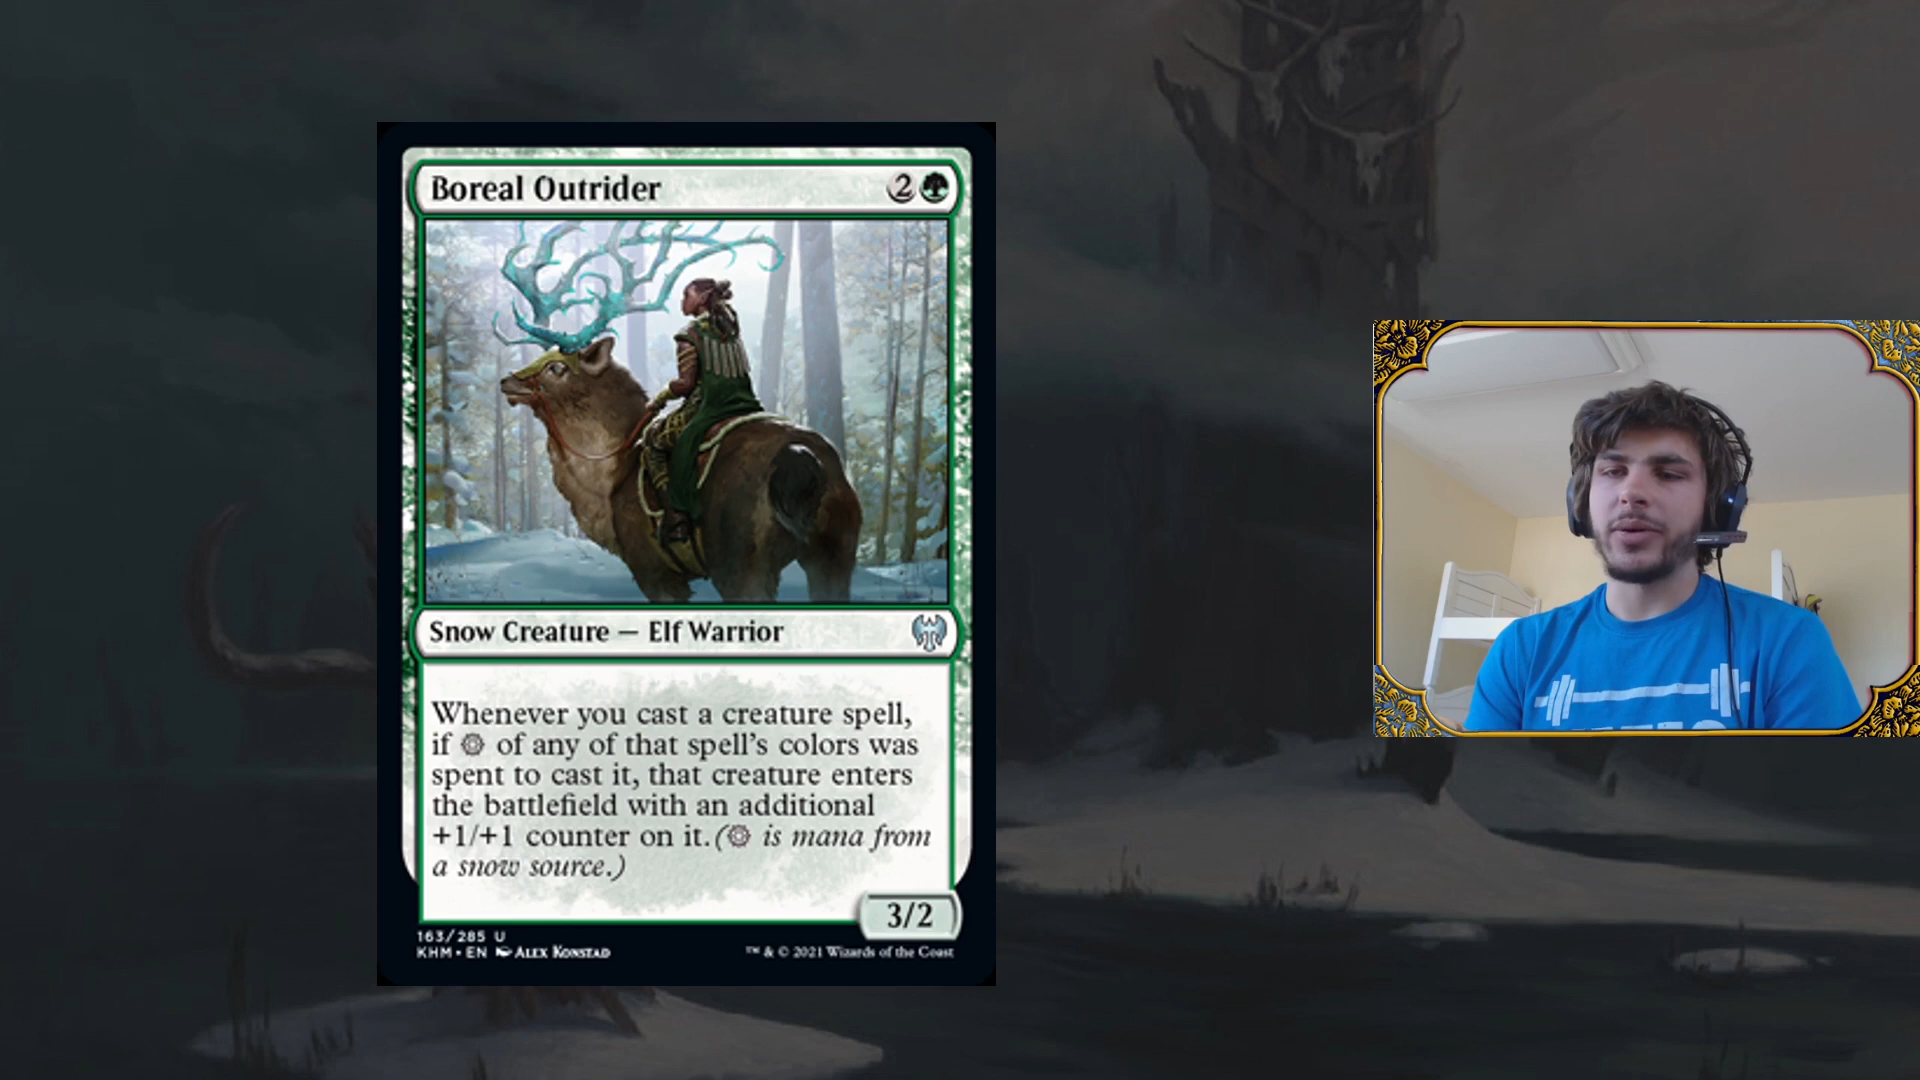 Boreal Outrider 2
Snow Creature — Elf Warrior
Whenever you cast a creature spell,
if of any of that spell's colors was
spent to cast it, that creature enters
the battlefield with an additional
+1/+1 counter on it. ( is mana from
a snow source.)
3/2
163/285 U
KHM • EN Alex Konstad
™ & © 2021 Wizards of the Coast